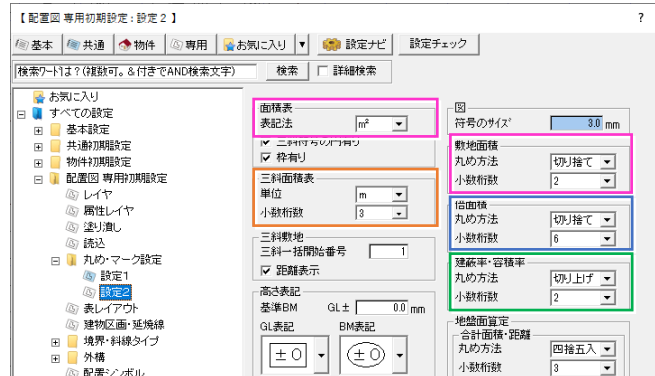 【 配置図 専用初期設定 : 設定２ 】
?
基本 共通 物件 専用 お気に入り ▼ 設定ナビ 設定チェック
検索ワードは？(複数可。＆付きでAND検索文字) 検索 詳細検索
お気に入り
すべての設定
基本設定
共通初期設定
物件初期設定
配置図 専用初期設定
レイヤ
属性レイヤ
塗り潰し
読込
丸め・マーク設定
設定1
設定2
表レイアウト
建物区画・延焼線
境界・斜線タイプ
外構
配置シンボル
面積表
表記法 m²
三斜符号の円有り
枠有り
三斜面積表
単位 m
小数桁数 3
三斜敷地
三斜一括開始番号 1
距離表示
高さ表記
基準BM GL± 0.0 mm
GL表記 BM表記
±0 ±0
図
符号のサイズ 3.0 mm
敷地面積
丸め方法 切り捨て
小数桁数 2
倍面積
丸め方法 切り捨て
小数桁数 6
建蔽率・容積率
丸め方法 切り上げ
小数桁数 2
地盤面算定
合計面積・距離
丸め方法 四捨五入
小数桁数 3